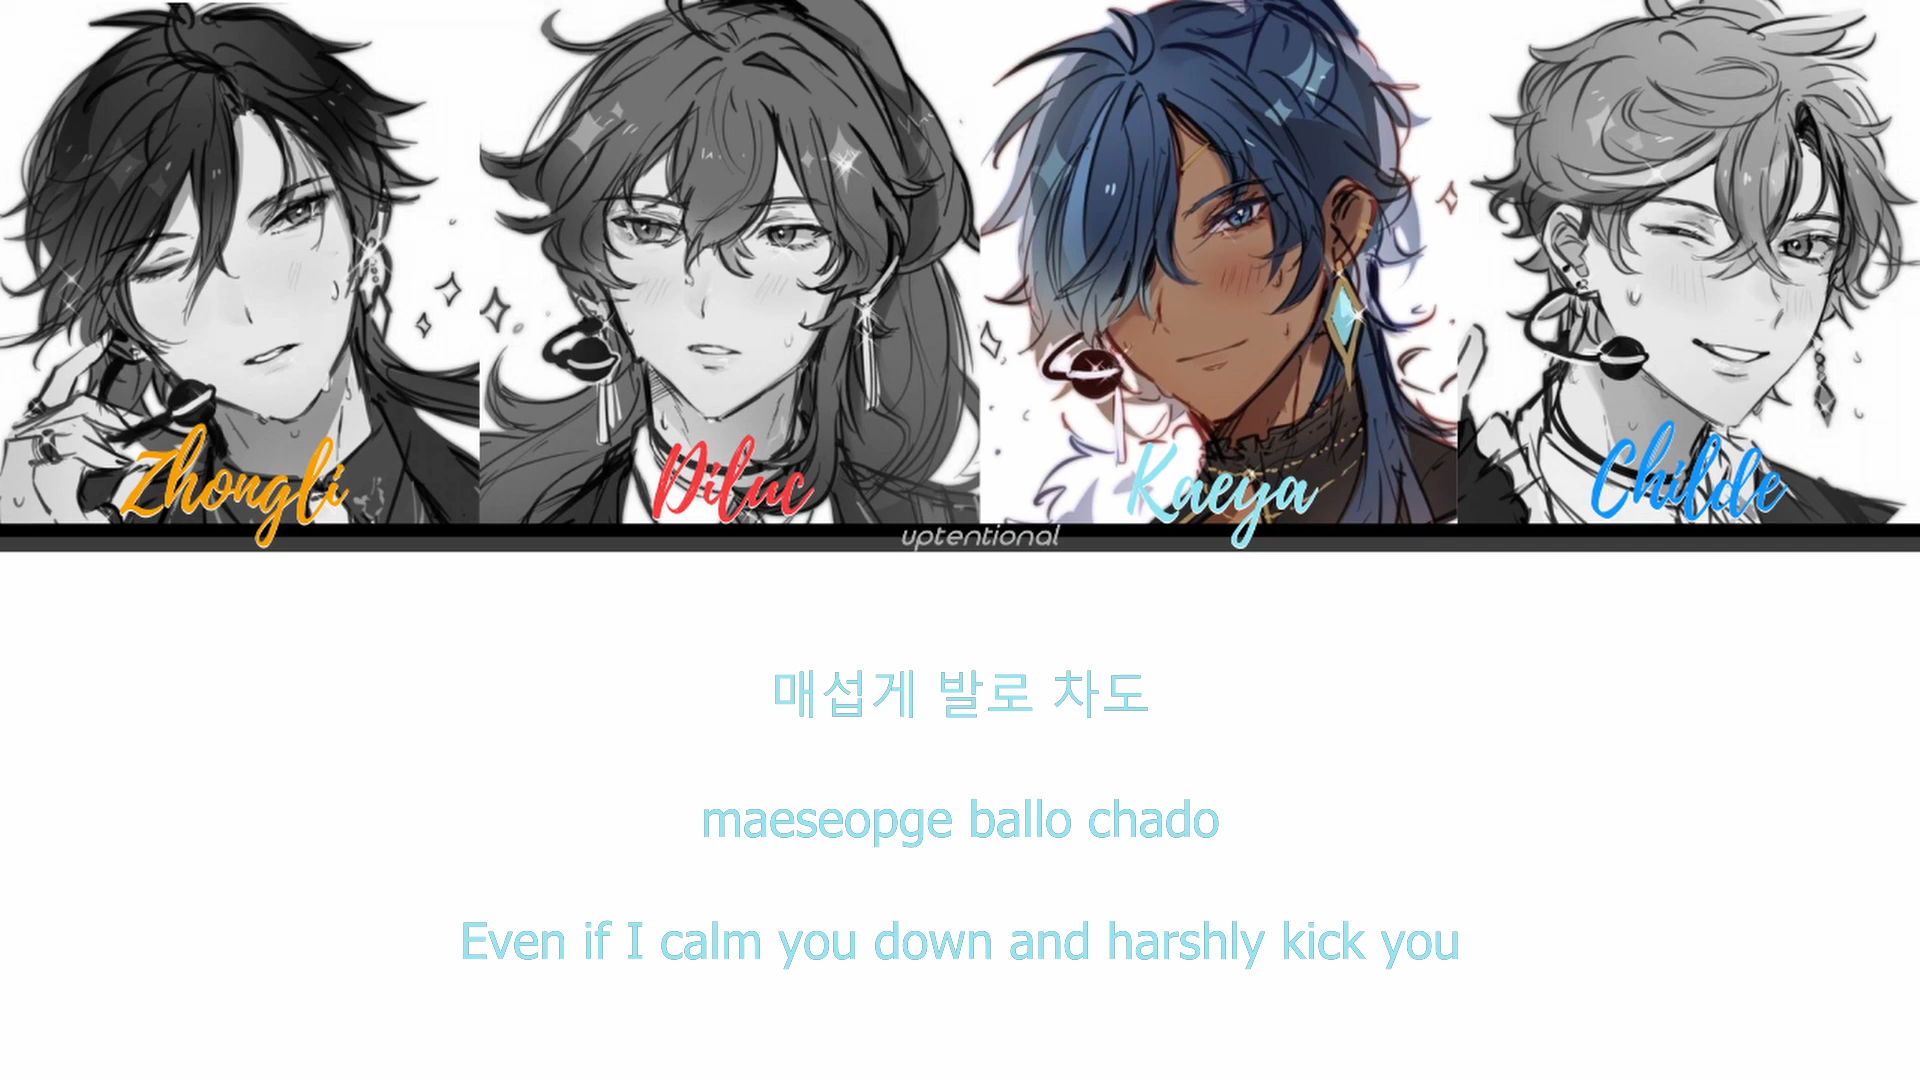 Zhongli Diluc Kaeya Childe
uptentional
매섭게 발로 차도
maeseopge ballo chado
Even if I calm you down and harshly kick you